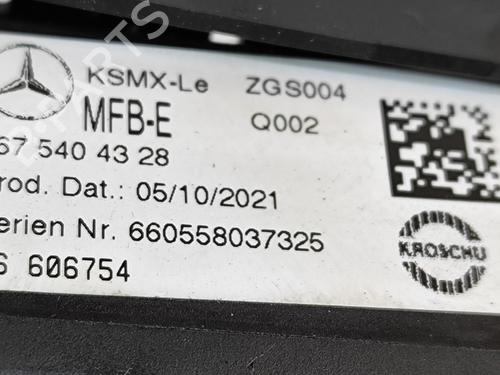 KSMX-Le ZGS004
MFB-E Q002
67 540 43 28
rod. Dat.: 05/10/2021
erien Nr. 660558037325
6 606754
KROSCHU